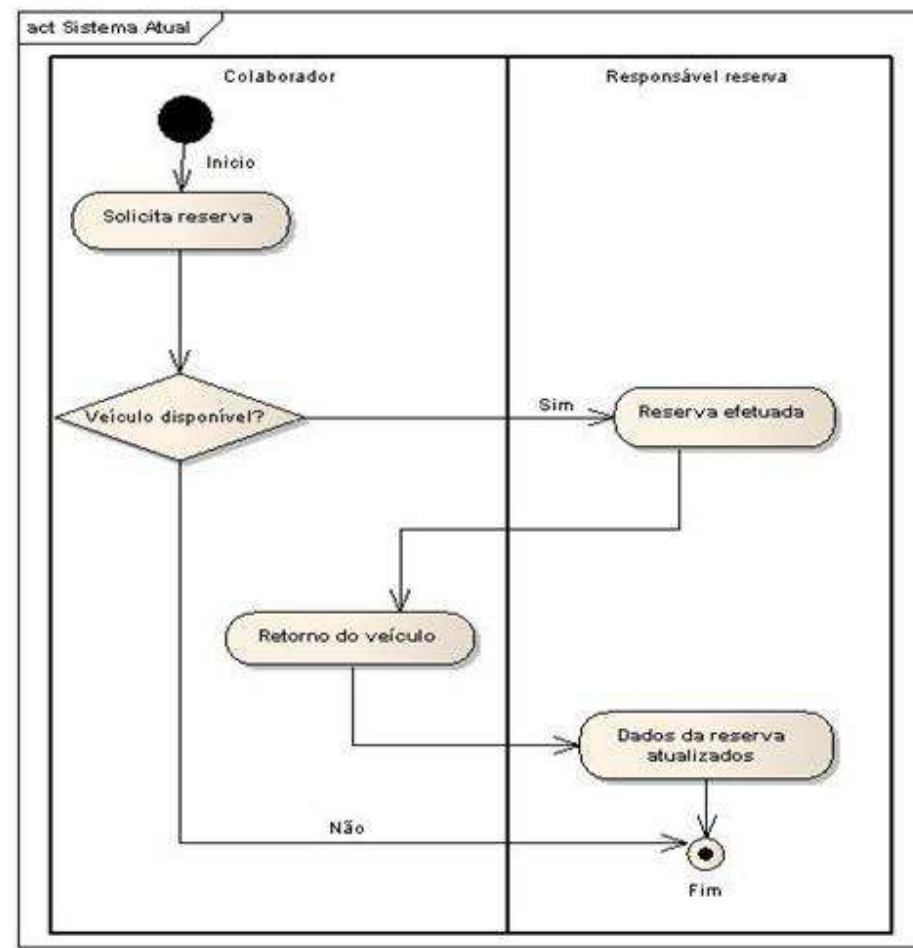 act Sistema Atual
Colaborador
Responsável reserva
Inicio
Solicita reserva
Veículo disponível?
Sim
Reserva efetuada
Retorno do veículo
Dados da reserva
atualizados
Não
Fim